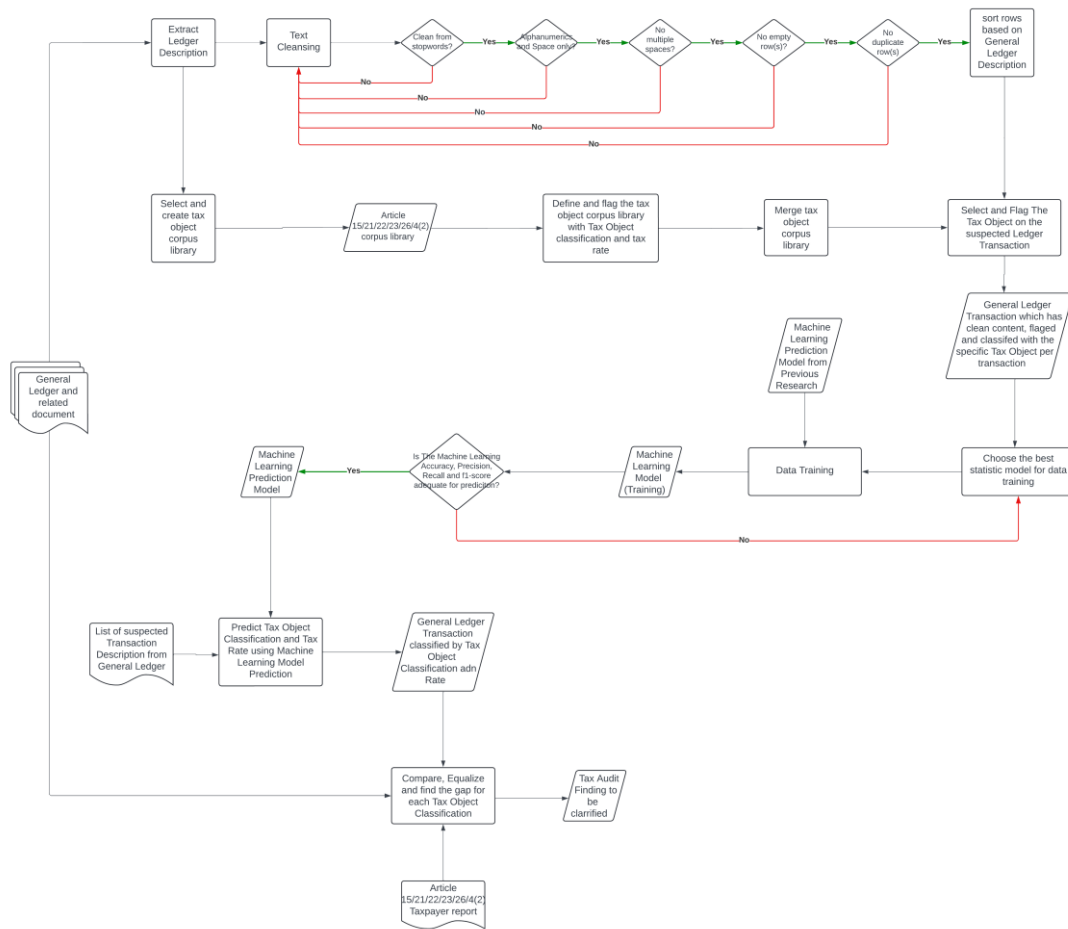 Extract
Ledger
Description
Text
Cleansing
Clean from
stopwords?
Yes
Alphanumerics
and Space only?
Yes
No
multiple
spaces?
Yes
No empty
row(s)?
Yes
No
duplicate
row(s)
Yes
sort rows
based on
General
Ledger
Description
No
No
No
No
No
Select and
create tax
object
corpus
library
Article
15/21/22/23/26/4(2)
corpus library
Define and flag the tax
object corpus library
with Tax Object
classification and tax
rate
Merge tax
object
corpus
library
Select and Flag The
Tax Object on the
suspected Ledger
Transaction
General Ledger
Transaction which has
clean content, flaged
and classifed with the
specific Tax Object per
transaction
Machine
Learning
Prediction
Model from
Previous
Research
General
Ledger and
related
document
Machine
Learning
Prediction
Model
Yes
Is The Machine Learning
Accuracy, Precision,
Recall and f1-score
adequate for prediciton?
Machine
Learning
Model
(Training)
Data Training
Choose the best
statistic model for data
training
No
List of suspected
Transaction
Description from
General Ledger
Predict Tax Object
Classification and Tax
Rate using Machine
Learning Model
Prediction
General Ledger
Transaction
classified by Tax
Object
Classification adn
Rate
Compare, Equalize
and find the gap for
each Tax Object
Classification
Tax Audit
Finding to
be
clarrified
Article
15/21/22/23/26/4(2)
Taxpayer report